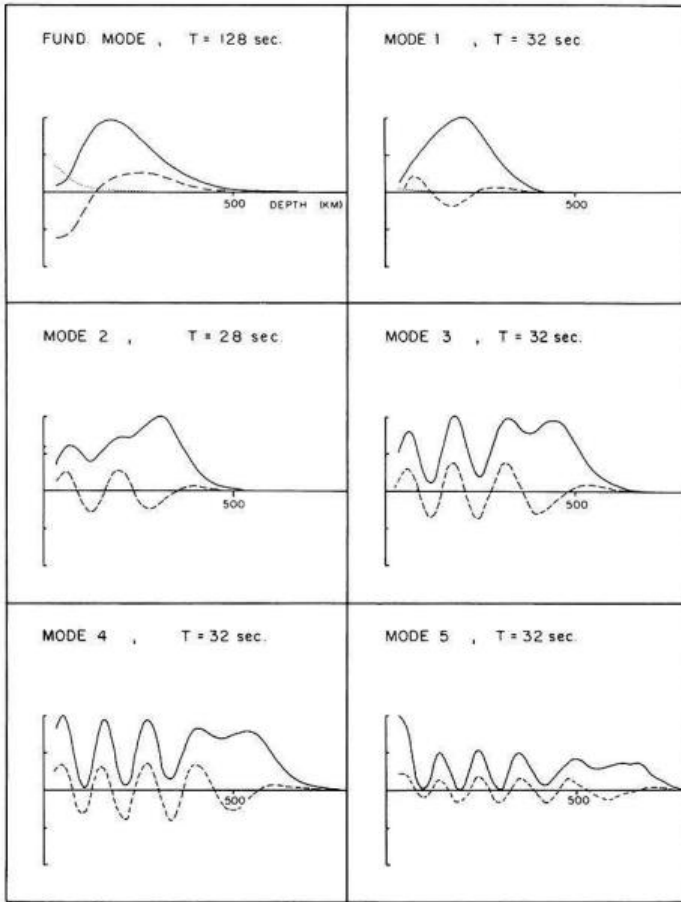 FUND. MODE , T = 128 sec.
MODE 1 , T = 32 sec.
500 DEPTH (KM)
500
MODE 2 , T = 28 sec.
MODE 3 , T = 32 sec.
500
500
MODE 4 , T = 32 sec.
MODE 5 , T = 32 sec.
500
500